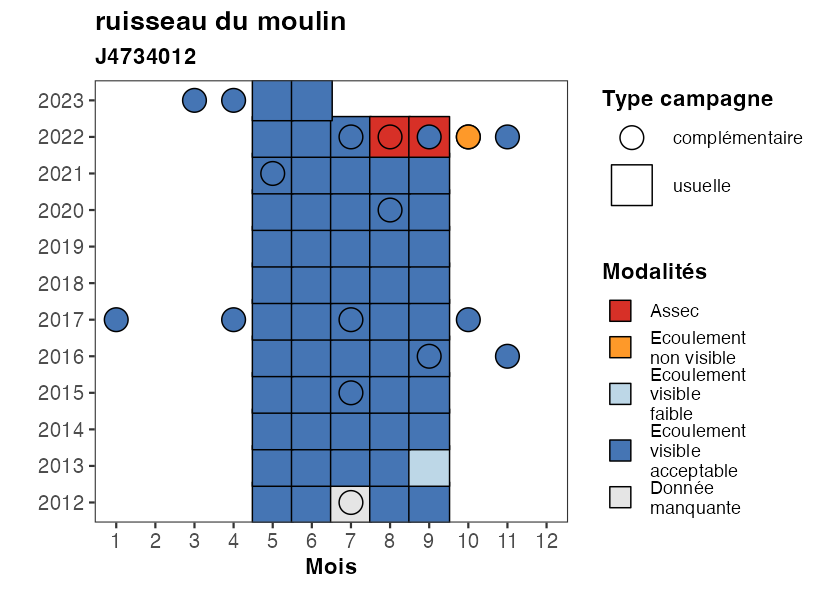 ruisseau du moulin
J4734012
2023
2022
2021
2020
2019
2018
2017
2016
2015
2014
2013
2012
1 2 3 4 5 6 7 8 9 10 11 12
Mois
Type campagne
complémentaire
usuelle
Modalités
Assec
Ecoulement
non visible
Ecoulement
visible
faible
Ecoulement
visible
acceptable
Donnée
manquante